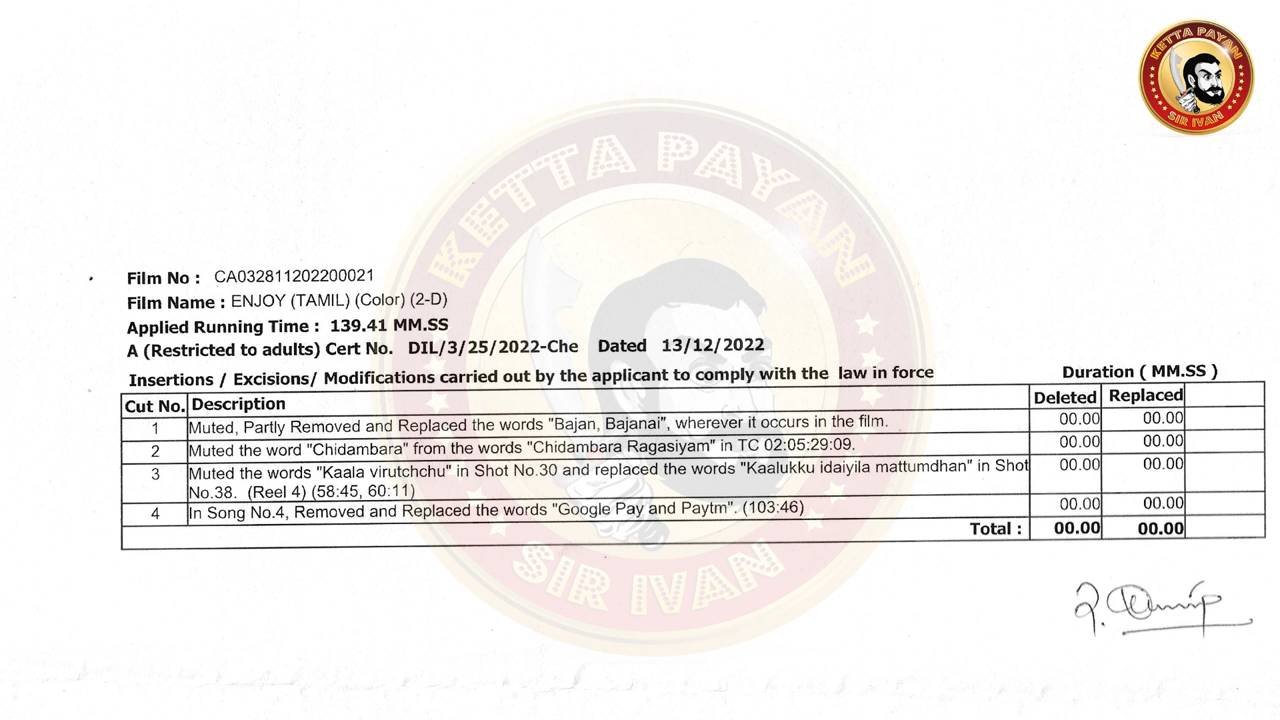 KETTA PAYAN
SIR IVAN
KETTA PAYAN
Film No : CA032811202200021
Film Name : ENJOY (TAMIL) (Color) (2-D)
Applied Running Time : 139.41 MM.SS
A (Restricted to adults) Cert No. DIL/3/25/2022-Che Dated 13/12/2022
Insertions / Excisions/ Modifications carried out by the applicant to comply with the law in force Duration ( MM.SS )
Cut No. Description Deleted Replaced
1 Muted, Partly Removed and Replaced the words "Bajan, Bajanai", wherever it occurs in the film. 00.00 00.00
2 Muted the word "Chidambara" from the words "Chidambara Ragasiyam" in TC 02:05:29:09. 00.00 00.00
3 Muted the words "Kaala virutchchu" in Shot No.30 and replaced the words "Kaalukku idaiyila mattumdhan" in Shot 00.00 00.00
No.38. (Reel 4) (58:45, 60:11)
4 In Song No.4, Removed and Replaced the words "Google Pay and Paytm". (103:46) 00.00 00.00
Total : 00.00 00.00
SIR IVAN